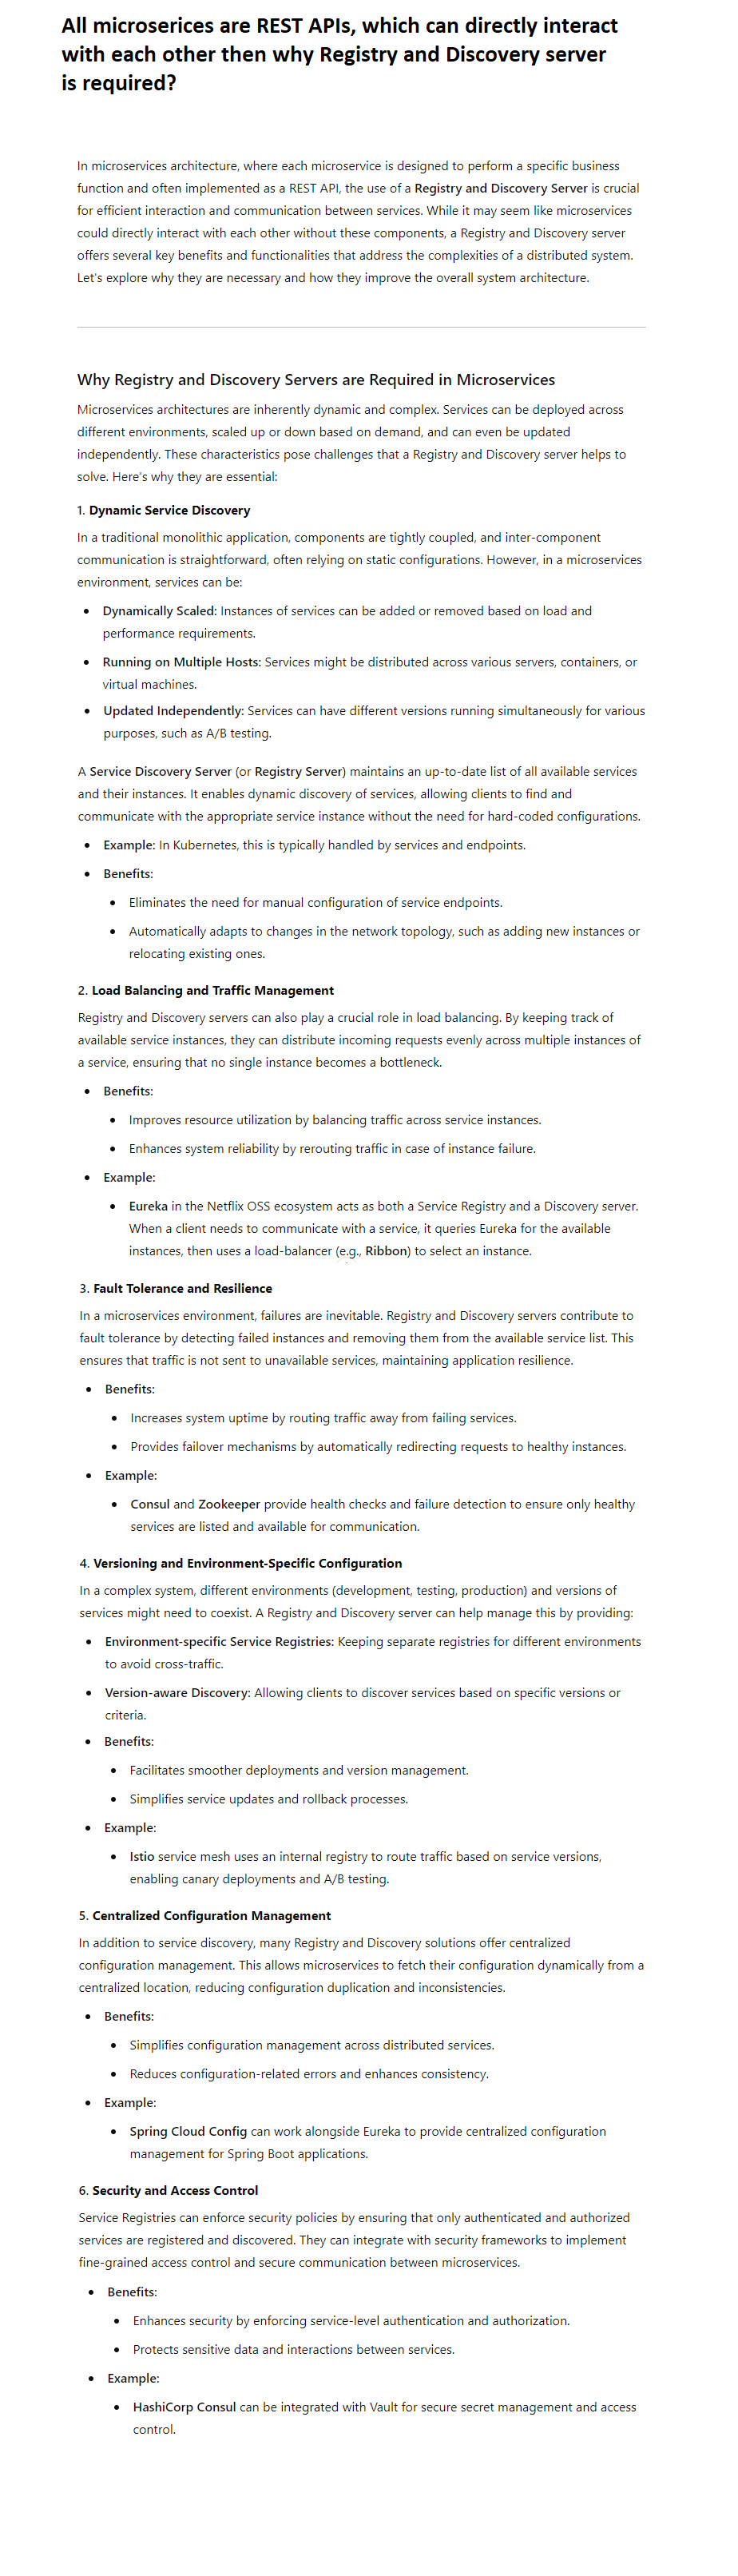 All microserices are REST APIs, which can directly interact
with each other then why Registry and Discovery server
is required?
In microservices architecture, where each microservice is designed to perform a specific business
function and often implemented as a REST API, the use of a Registry and Discovery Server is crucial
for efficient interaction and communication between services. While it may seem like microservices
could directly interact with each other without these components, a Registry and Discovery server
offers several key benefits and functionalities that address the complexities of a distributed system.
Let's explore why they are necessary and how they improve the overall system architecture.
Why Registry and Discovery Servers are Required in Microservices
Microservices architectures are inherently dynamic and complex. Services can be deployed across
different environments, scaled up or down based on demand, and can even be updated
independently. These characteristics pose challenges that a Registry and Discovery server helps to
solve. Here's why they are essential:
1. Dynamic Service Discovery
In a traditional monolithic application, components are tightly coupled, and inter-component
communication is straightforward, often relying on static configurations. However, in a microservices
environment, services can be:
• Dynamically Scaled: Instances of services can be added or removed based on load and
performance requirements.
• Running on Multiple Hosts: Services might be distributed across various servers, containers, or
virtual machines.
• Updated Independently: Services can have different versions running simultaneously for various
purposes, such as A/B testing.
A Service Discovery Server (or Registry Server) maintains an up-to-date list of all available services
and their instances. It enables dynamic discovery of services, allowing clients to find and
communicate with the appropriate service instance without the need for hard-coded configurations.
• Example: In Kubernetes, this is typically handled by services and endpoints.
• Benefits:
• Eliminates the need for manual configuration of service endpoints.
• Automatically adapts to changes in the network topology, such as adding new instances or
relocating existing ones.
2. Load Balancing and Traffic Management
Registry and Discovery servers can also play a crucial role in load balancing. By keeping track of
available service instances, they can distribute incoming requests evenly across multiple instances of
a service, ensuring that no single instance becomes a bottleneck.
• Benefits:
• Improves resource utilization by balancing traffic across service instances.
• Enhances system reliability by rerouting traffic in case of instance failure.
• Example:
• Eureka in the Netflix OSS ecosystem acts as both a Service Registry and a Discovery server.
When a client needs to communicate with a service, it queries Eureka for the available
instances, then uses a load-balancer (e.g., Ribbon) to select an instance.
3. Fault Tolerance and Resilience
In a microservices environment, failures are inevitable. Registry and Discovery servers contribute to
fault tolerance by detecting failed instances and removing them from the available service list. This
ensures that traffic is not sent to unavailable services, maintaining application resilience.
• Benefits:
• Increases system uptime by routing traffic away from failing services.
• Provides failover mechanisms by automatically redirecting requests to healthy instances.
• Example:
• Consul and Zookeeper provide health checks and failure detection to ensure only healthy
services are listed and available for communication.
4. Versioning and Environment-Specific Configuration
In a complex system, different environments (development, testing, production) and versions of
services might need to coexist. A Registry and Discovery server can help manage this by providing:
• Environment-specific Service Registries: Keeping separate registries for different environments
to avoid cross-traffic.
• Version-aware Discovery: Allowing clients to discover services based on specific versions or
criteria.
• Benefits:
• Facilitates smoother deployments and version management.
• Simplifies service updates and rollback processes.
• Example:
• Istio service mesh uses an internal registry to route traffic based on service versions,
enabling canary deployments and A/B testing.
5. Centralized Configuration Management
In addition to service discovery, many Registry and Discovery solutions offer centralized
configuration management. This allows microservices to fetch their configuration dynamically from a
centralized location, reducing configuration duplication and inconsistencies.
• Benefits:
• Simplifies configuration management across distributed services.
• Reduces configuration-related errors and enhances consistency.
• Example:
• Spring Cloud Config can work alongside Eureka to provide centralized configuration
management for Spring Boot applications.
6. Security and Access Control
Service Registries can enforce security policies by ensuring that only authenticated and authorized
services are registered and discovered. They can integrate with security frameworks to implement
fine-grained access control and secure communication between microservices.
• Benefits:
• Enhances security by enforcing service-level authentication and authorization.
• Protects sensitive data and interactions between services.
• Example:
• HashiCorp Consul can be integrated with Vault for secure secret management and access
control.